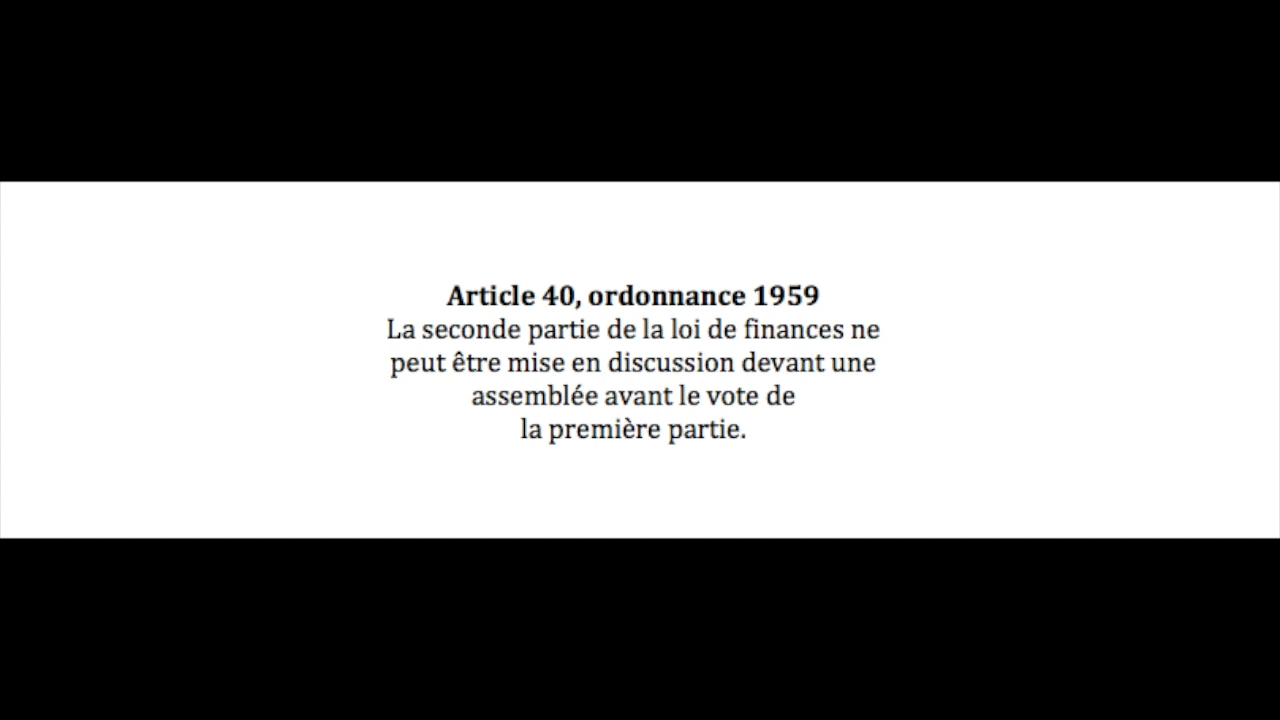 Article 40, ordonnance 1959
La seconde partie de la loi de finances ne
peut être mise en discussion devant une
assemblée avant le vote de
la première partie.